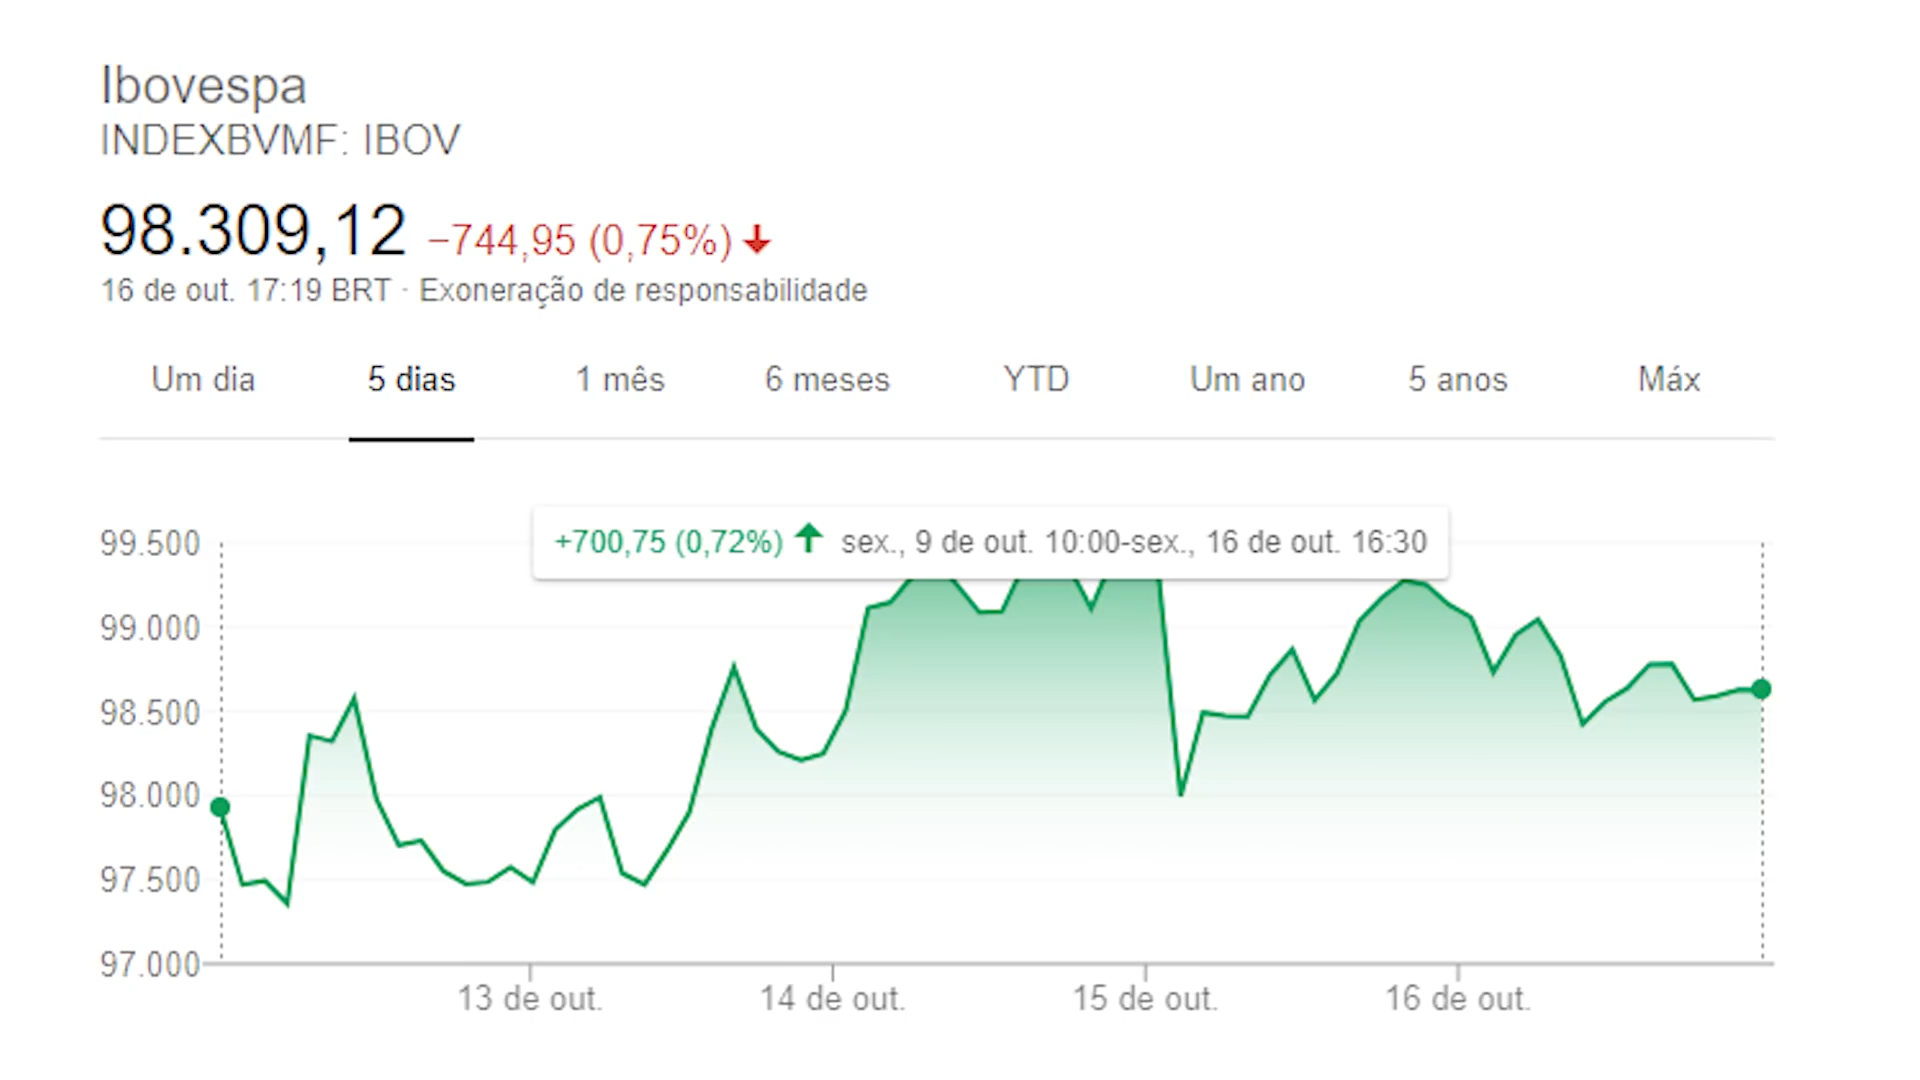 Ibovespa
INDEXBVMF: IBOV
98.309,12 −744,95 (0,75%)
16 de out. 17:19 BRT · Exoneração de responsabilidade
Um dia 5 dias 1 mês 6 meses YTD Um ano 5 anos Máx
+700,75 (0,72%) sex., 9 de out. 10:00-sex., 16 de out. 16:30
99.500
99.000
98.500
98.000
97.500
97.000
13 de out. 14 de out. 15 de out. 16 de out.